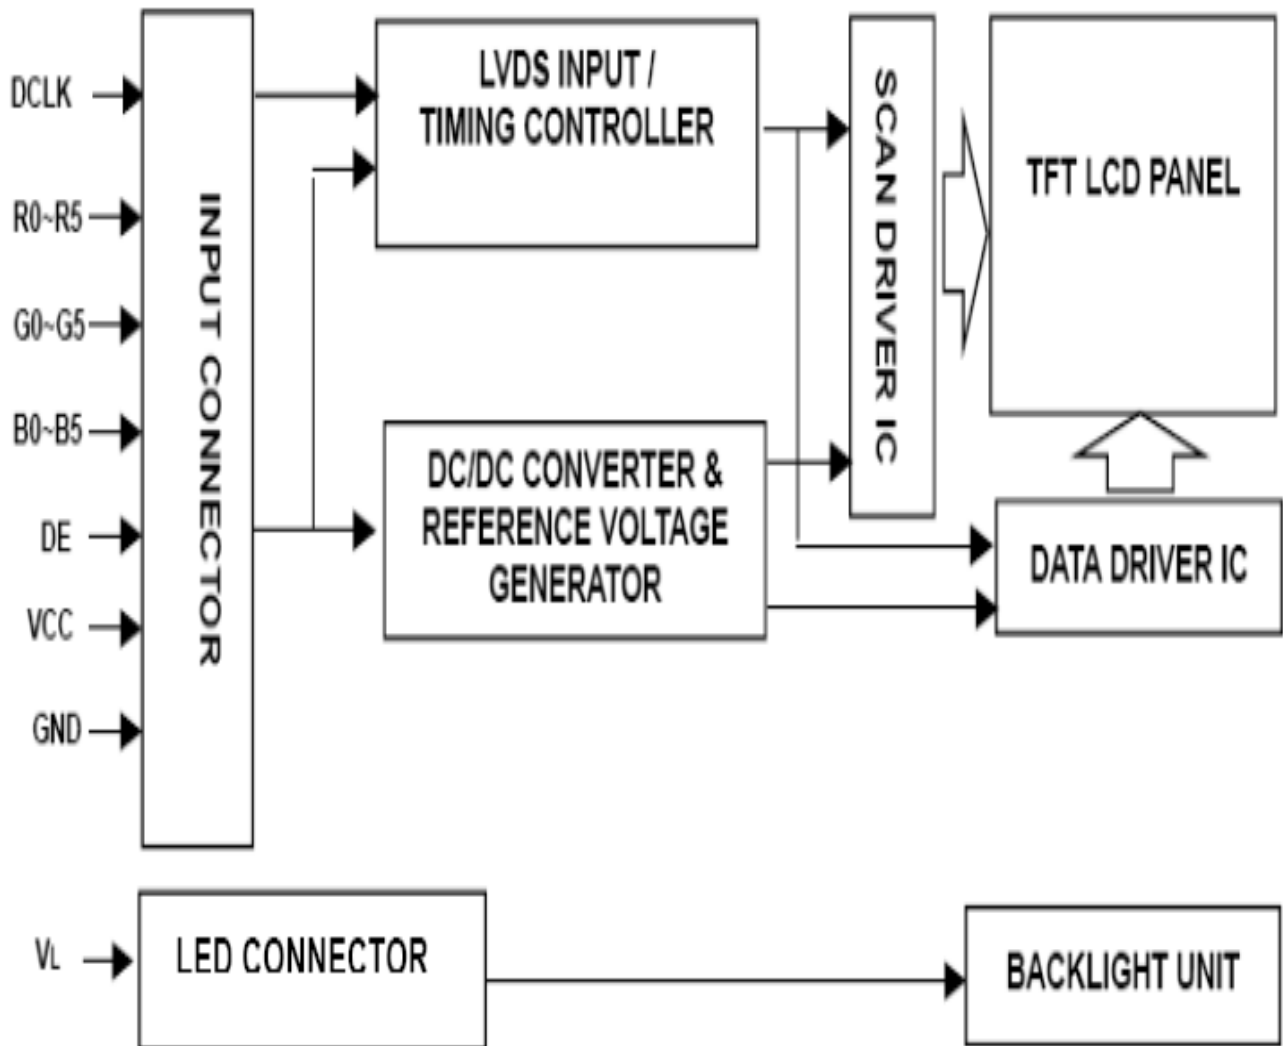 DCLK
R0~R5
G0~G5
B0~B5
DE
VCC
GND
INPUT CONNECTOR
LVDS INPUT /
TIMING CONTROLLER
DC/DC CONVERTER &
REFERENCE VOLTAGE
GENERATOR
SCAN DRIVER IC
TFT LCD PANEL
DATA DRIVER IC
VL
LED CONNECTOR
BACKLIGHT UNIT